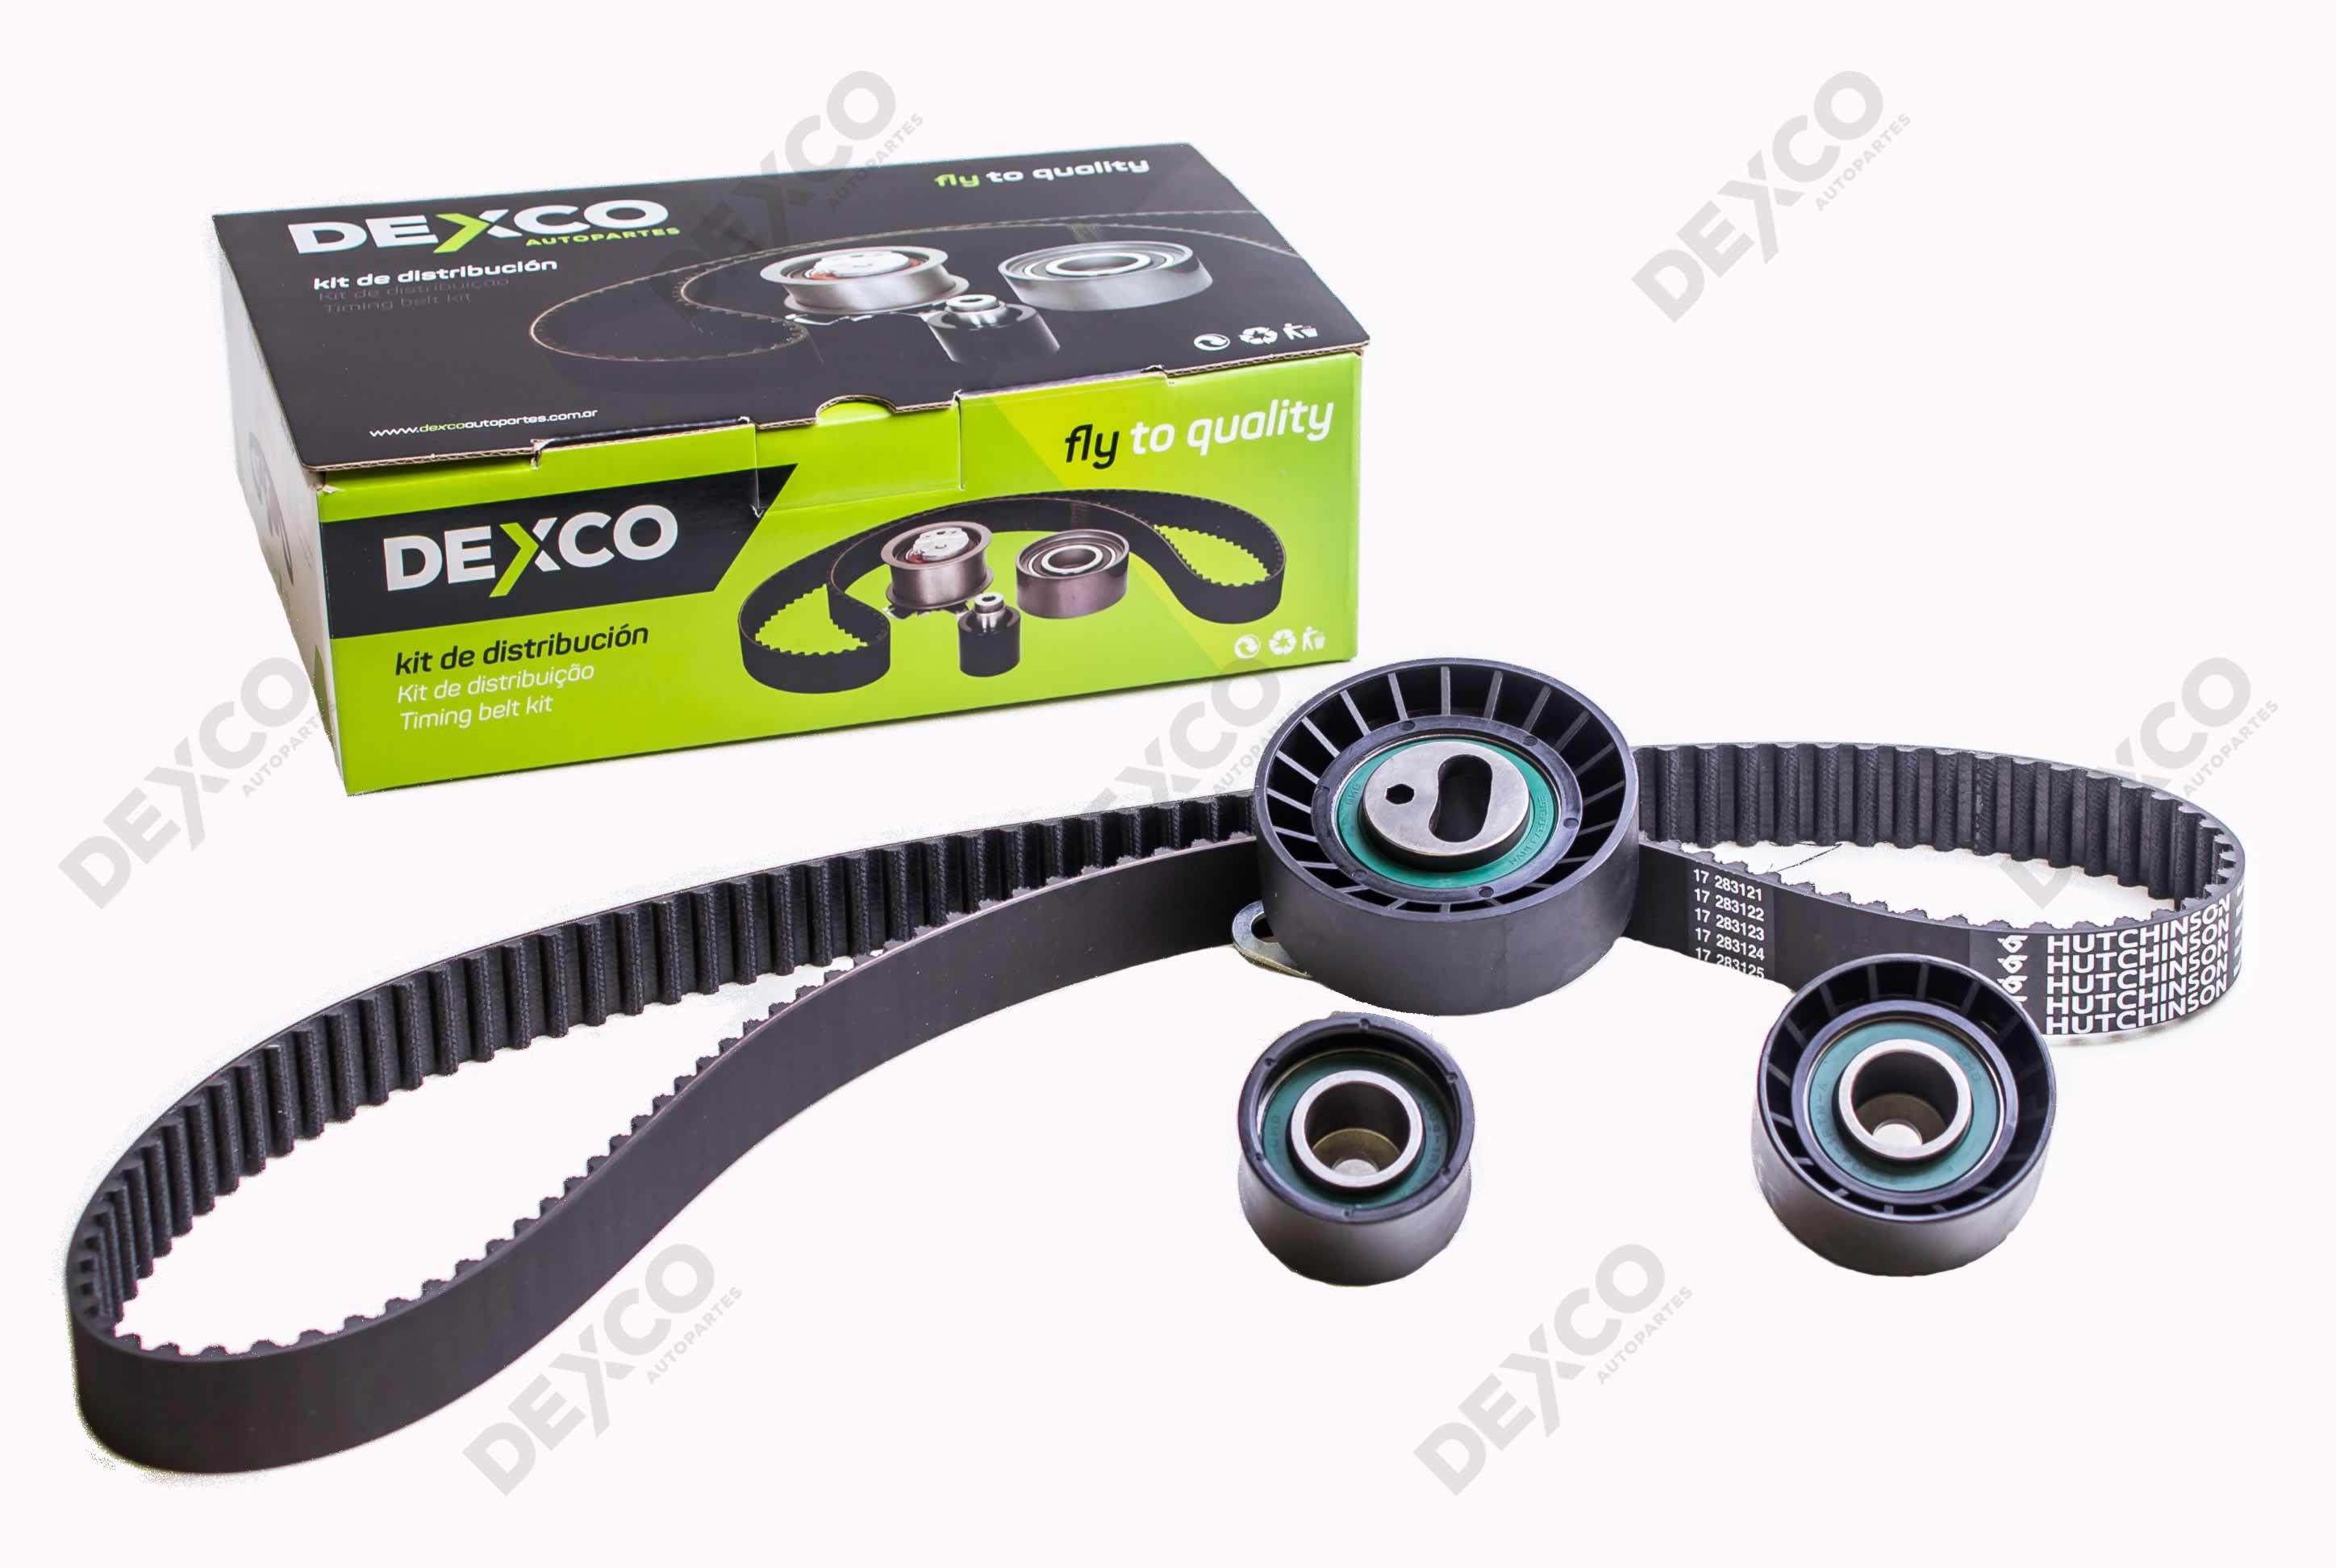 DEXCO
AUTOPARTES
fly to quality
kit de distribución
Kit de distribuição
Timing belt kit
www.dexcoautopartes.com.ar
fly to quality
DEXCO
kit de distribución
Kit de distribuição
Timing belt kit
17 283121
17 283122
17 283123
17 283124
17 283125
HUTCHINSON
HUTCHINSON
HUTCHINSON
HUTCHINSON
HUTCHINSON
DEXCO
AUTOPARTES
DEXCO
AUTOPARTES
DEXCO
AUTOPARTES
DEXCO
AUTOPARTES
DEXCO
AUTOPARTES
DEXCO
AUTOPARTES
DEXCO
AUTOPARTES